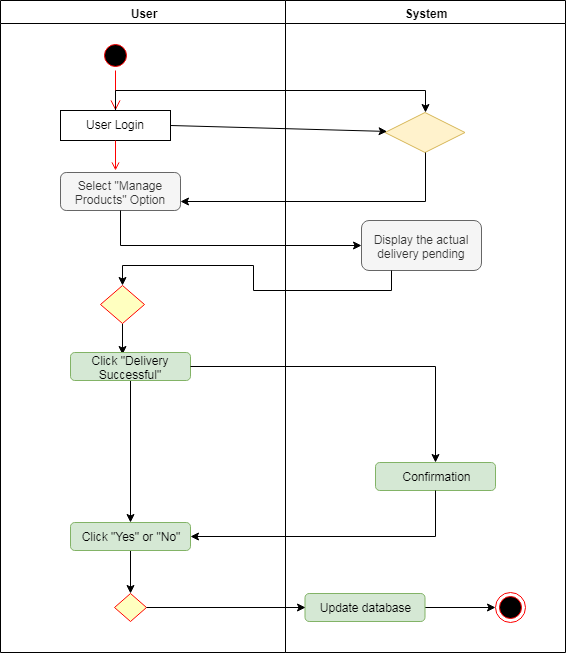 User
System
User Login
Select "Manage
Products" Option
Display the actual
delivery pending
Click "Delivery
Successful"
Confirmation
Click "Yes" or "No"
Update database